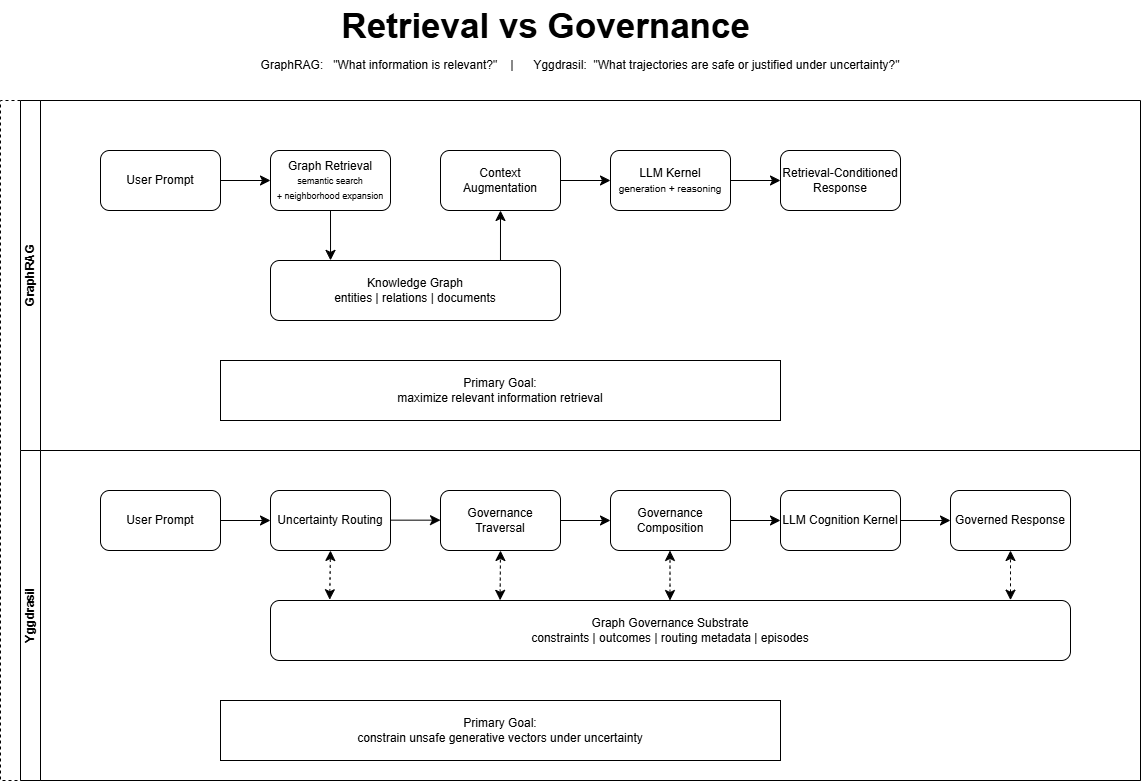 Retrieval vs Governance
GraphRAG: "What information is relevant?" | Yggdrasil: "What trajectories are safe or justified under uncertainty?"
GraphRAG
User Prompt
Graph Retrieval
semantic search
+ neighborhood expansion
Context
Augmentation
LLM Kernel
generation + reasoning
Retrieval-Conditioned
Response
Knowledge Graph
entities | relations | documents
Primary Goal:
maximize relevant information retrieval
Yggdrasil
User Prompt
Uncertainty Routing
Governance
Traversal
Governance
Composition
LLM Cognition Kernel
Governed Response
Graph Governance Substrate
constraints | outcomes | routing metadata | episodes
Primary Goal:
constrain unsafe generative vectors under uncertainty